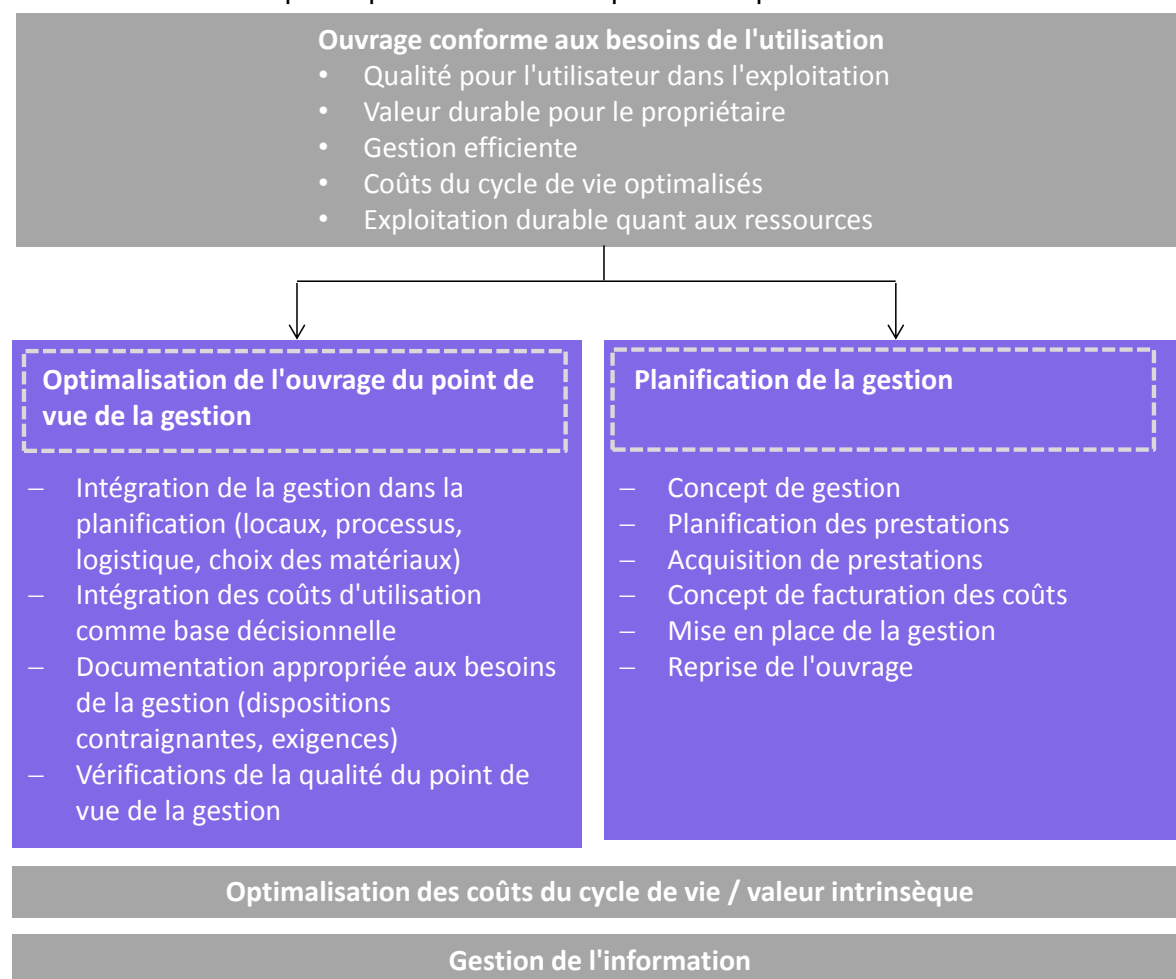 Ouvrage conforme aux besoins de l'utilisation
• Qualité pour l'utilisateur dans l'exploitation
• Valeur durable pour le propriétaire
• Gestion efficiente
• Coûts du cycle de vie optimalisés
• Exploitation durable quant aux ressources
Optimalisation de l'ouvrage du point de
vue de la gestion
– Intégration de la gestion dans la
planification (locaux, processus,
logistique, choix des matériaux)
– Intégration des coûts d'utilisation
comme base décisionnelle
– Documentation appropriée aux besoins
de la gestion (dispositions
contraignantes, exigences)
– Vérifications de la qualité du point de
vue de la gestion
Planification de la gestion
– Concept de gestion
– Planification des prestations
– Acquisition de prestations
– Concept de facturation des coûts
– Mise en place de la gestion
– Reprise de l'ouvrage
Optimalisation des coûts du cycle de vie / valeur intrinsèque
Gestion de l'information